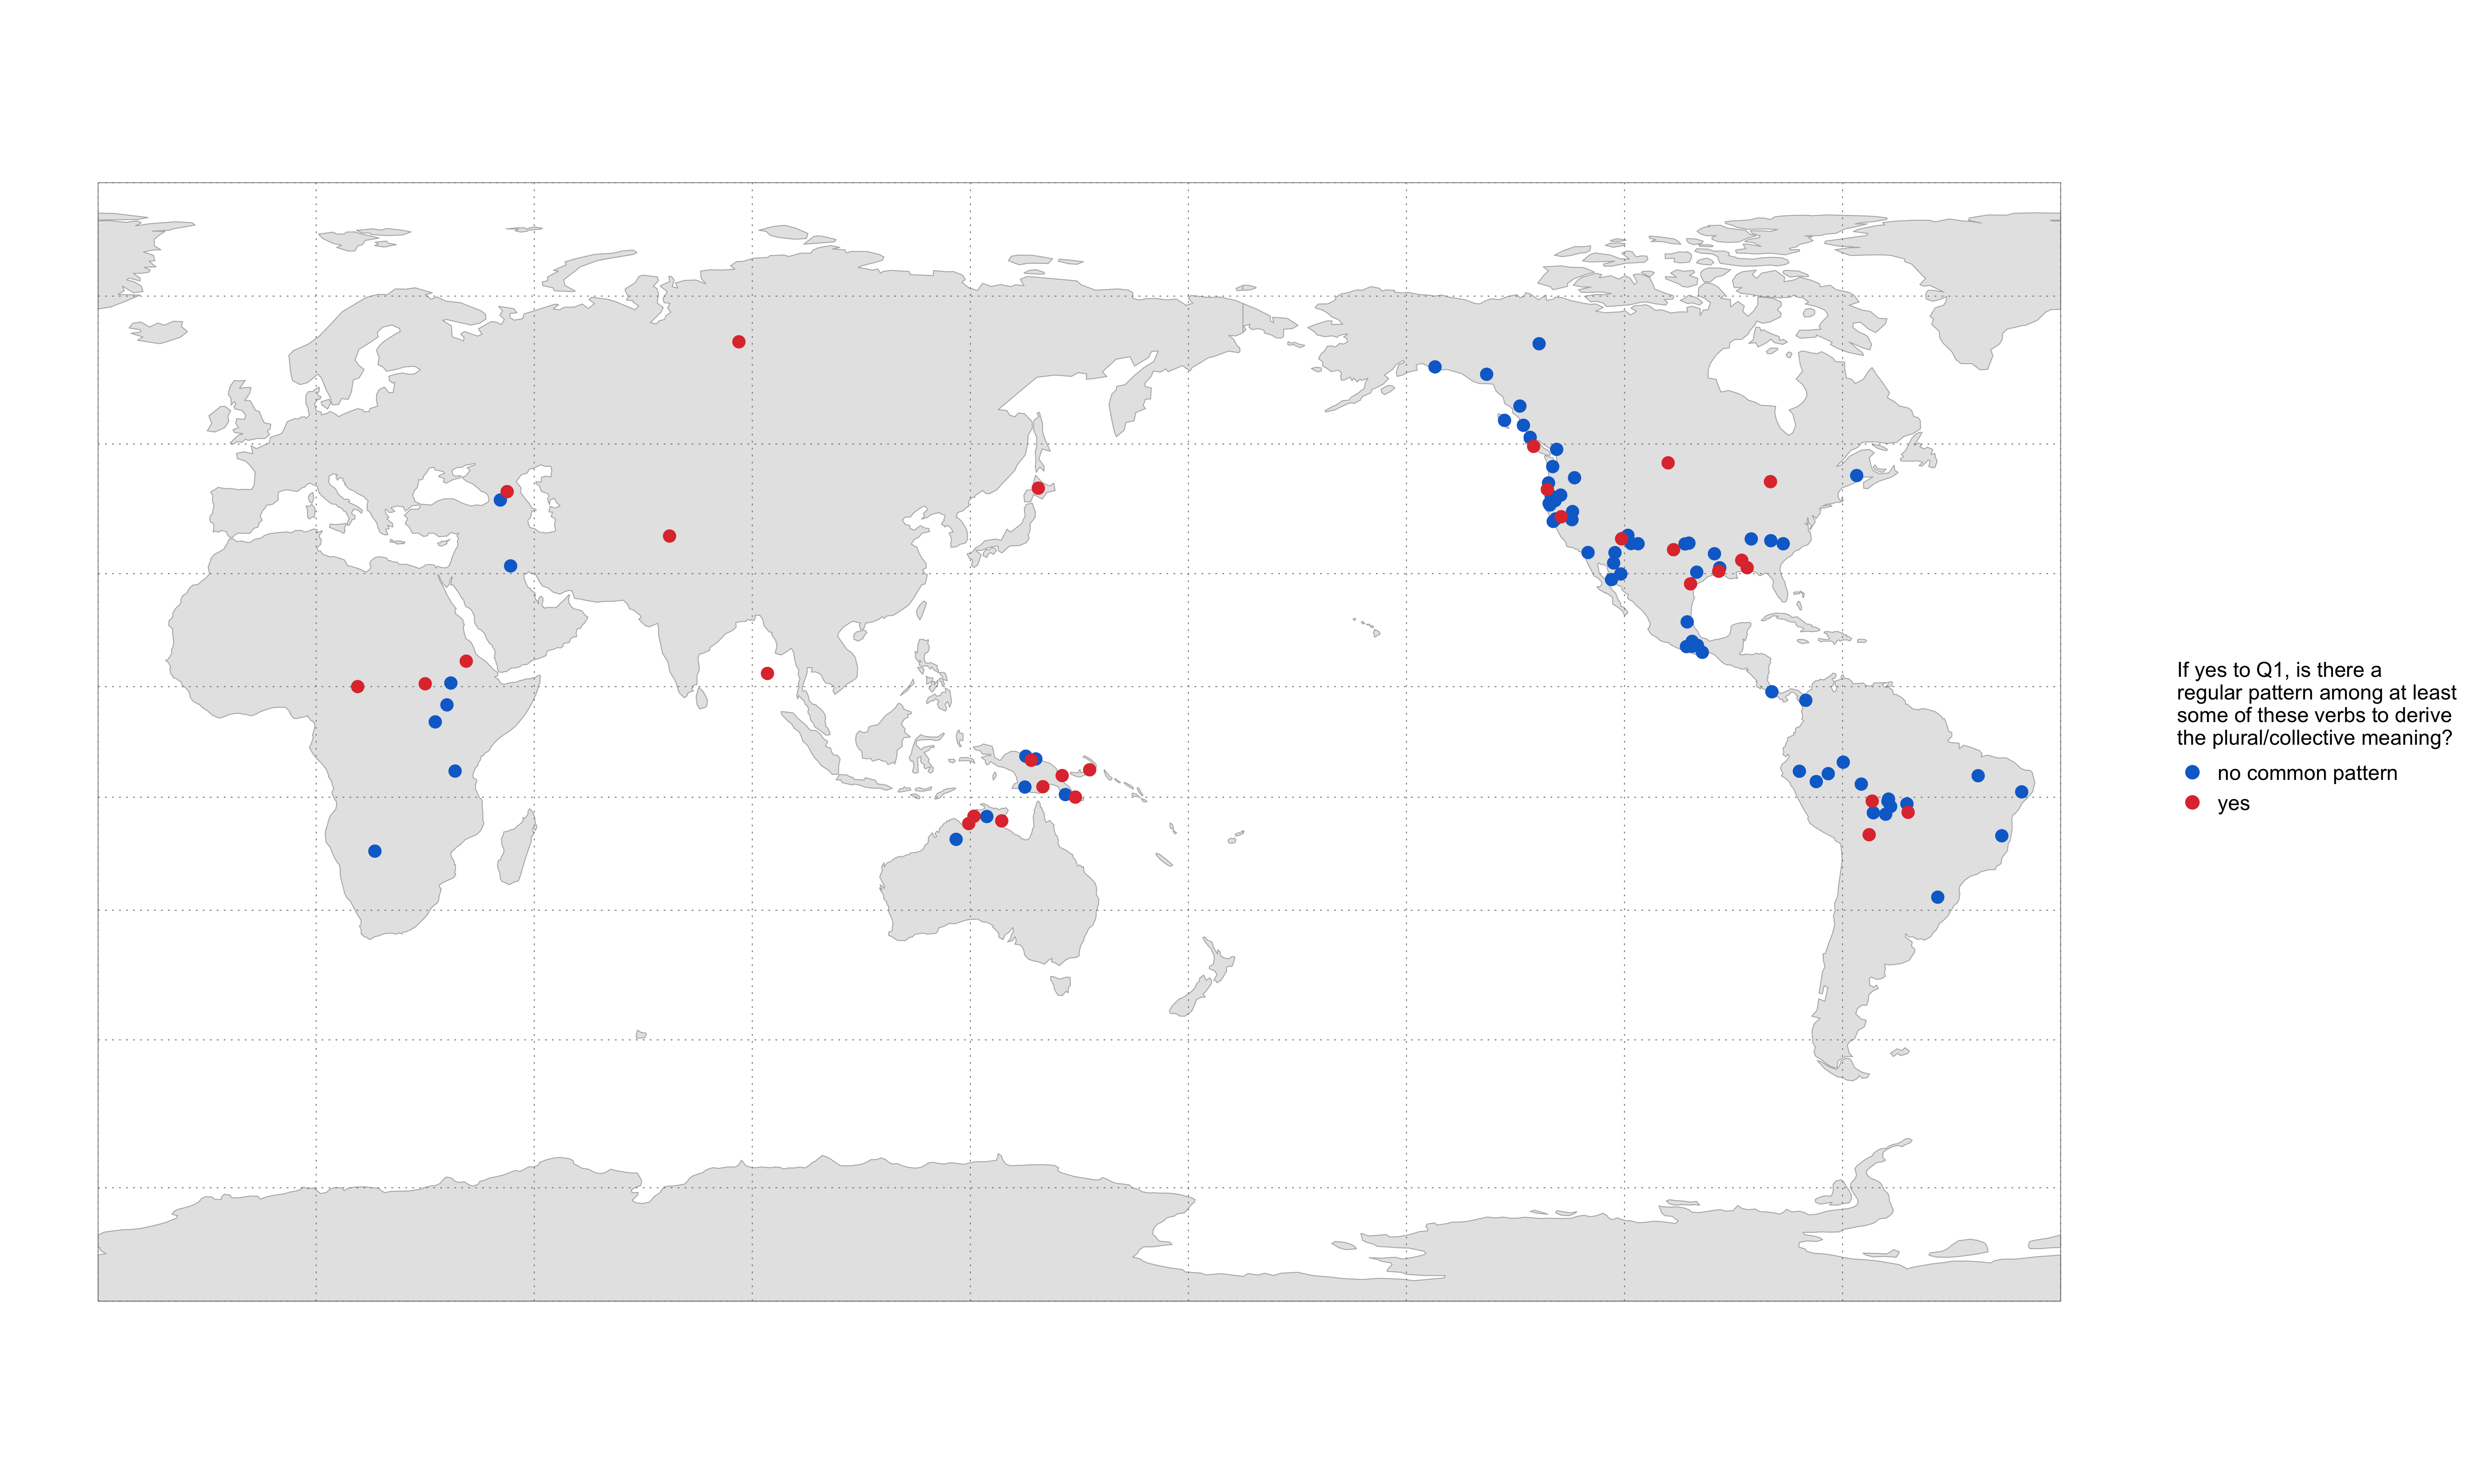 If yes to Q1, is there a
regular pattern among at least
some of these verbs to derive
the plural/collective meaning?
no common pattern
yes